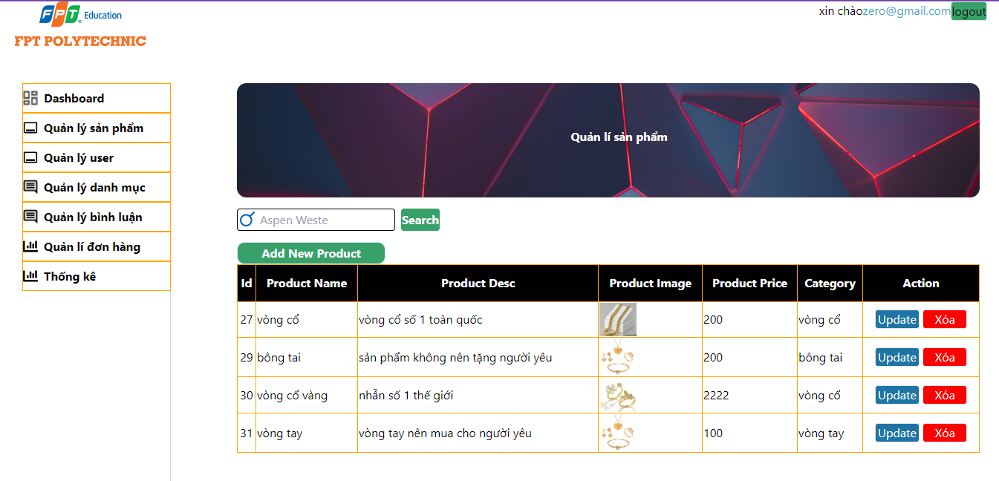 FPT Education
FPT POLYTECHNIC
xin chàozero@gmail.com logout
Dashboard
Quản lý sản phẩm
Quản lý user
Quản lý danh mục
Quản lý bình luận
Quản lí đơn hàng
Thống kê
Quản lí sản phẩm
Aspen Weste Search
Add New Product
Id Product Name Product Desc Product Image Product Price Category Action
27 vòng cổ vòng cổ số 1 toàn quốc 200 vòng cổ Update Xóa
29 bông tai sản phẩm không nên tặng người yêu 200 bông tai Update Xóa
30 vòng cổ vàng nhẫn số 1 thế giới 2222 vòng cổ Update Xóa
31 vòng tay vòng tay nên mua cho người yêu 100 vòng tay Update Xóa